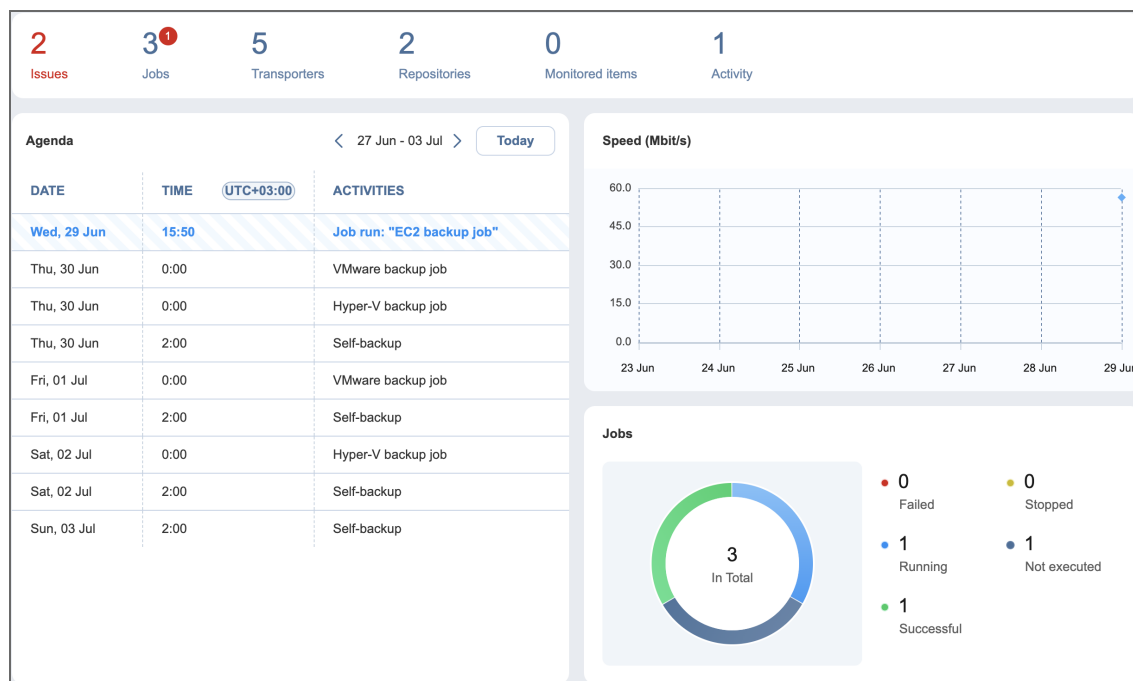 2 3 1 5 2 0 1
Issues Jobs Transporters Repositories Monitored items Activity
Agenda 27 Jun - 03 Jul Today
DATE TIME UTC+03:00 ACTIVITIES
Wed, 29 Jun 15:50 Job run: "EC2 backup job"
Thu, 30 Jun 0:00 VMware backup job
Thu, 30 Jun 0:00 Hyper-V backup job
Thu, 30 Jun 2:00 Self-backup
Fri, 01 Jul 0:00 VMware backup job
Fri, 01 Jul 2:00 Self-backup
Sat, 02 Jul 0:00 Hyper-V backup job
Sat, 02 Jul 2:00 Self-backup
Sun, 03 Jul 2:00 Self-backup
Speed (Mbit/s)
60.0
45.0
30.0
15.0
0.0
23 Jun 24 Jun 25 Jun 26 Jun 27 Jun 28 Jun 29 Jun
Jobs
3
In Total
0 0
Failed Stopped
1 1
Running Not executed
1
Successful